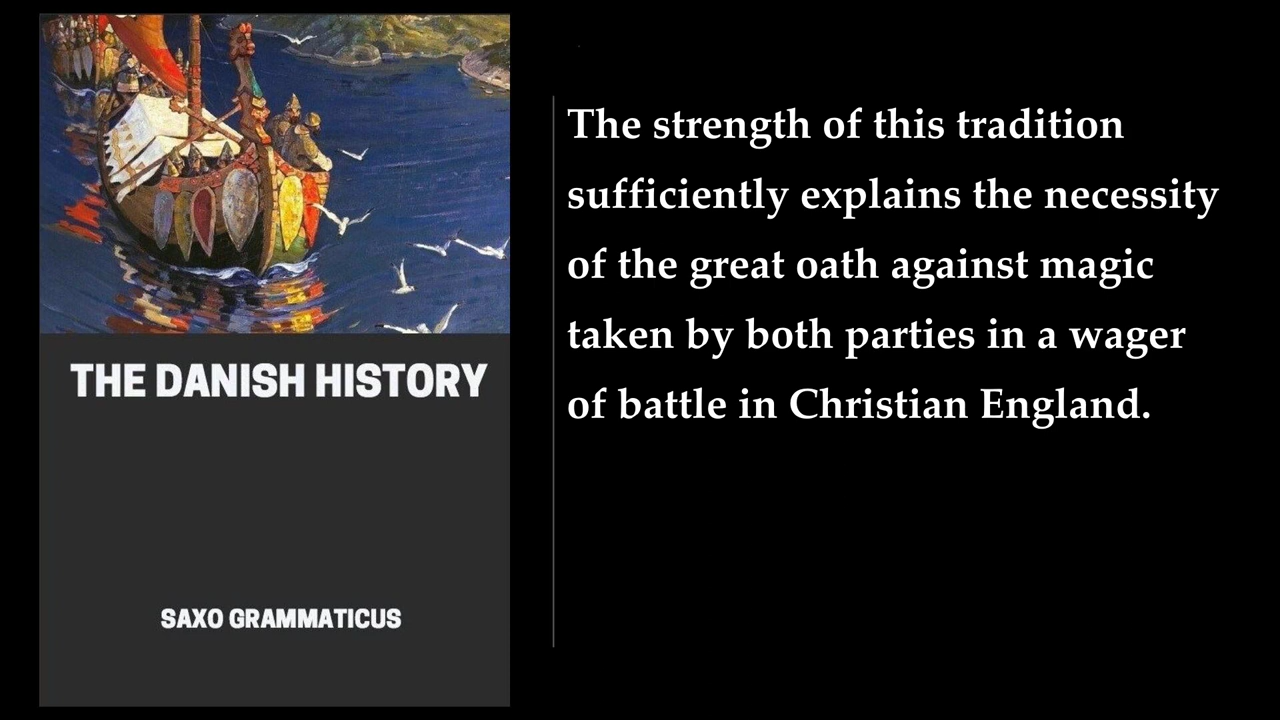 THE DANISH HISTORY
SAXO GRAMMATICUS
The strength of this tradition
sufficiently explains the necessity
of the great oath against magic
taken by both parties in a wager
of battle in Christian England.